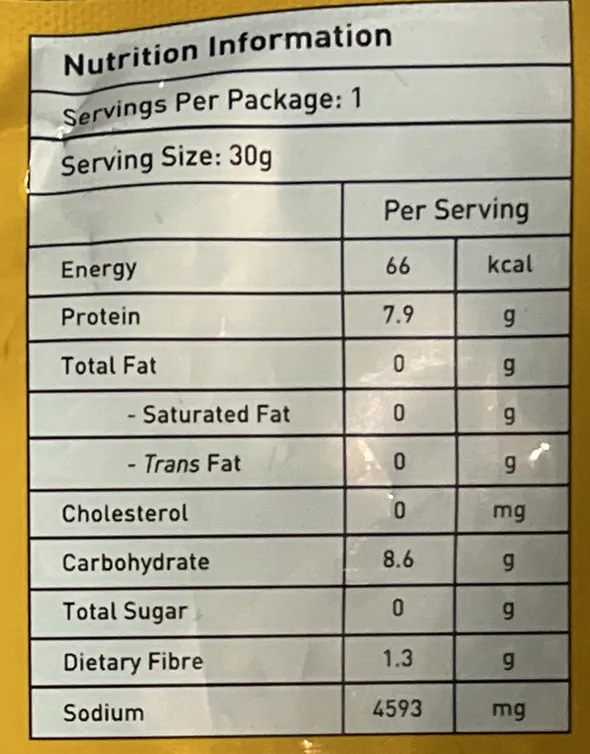 Nutrition Information
Servings Per Package: 1
Serving Size: 30g
Per Serving
Energy 66 kcal
Protein 7.9 g
Total Fat 0 g
- Saturated Fat 0 g
- Trans Fat 0 g
Cholesterol 0 mg
Carbohydrate 8.6 g
Total Sugar 0 g
Dietary Fibre 1.3 g
Sodium 4593 mg